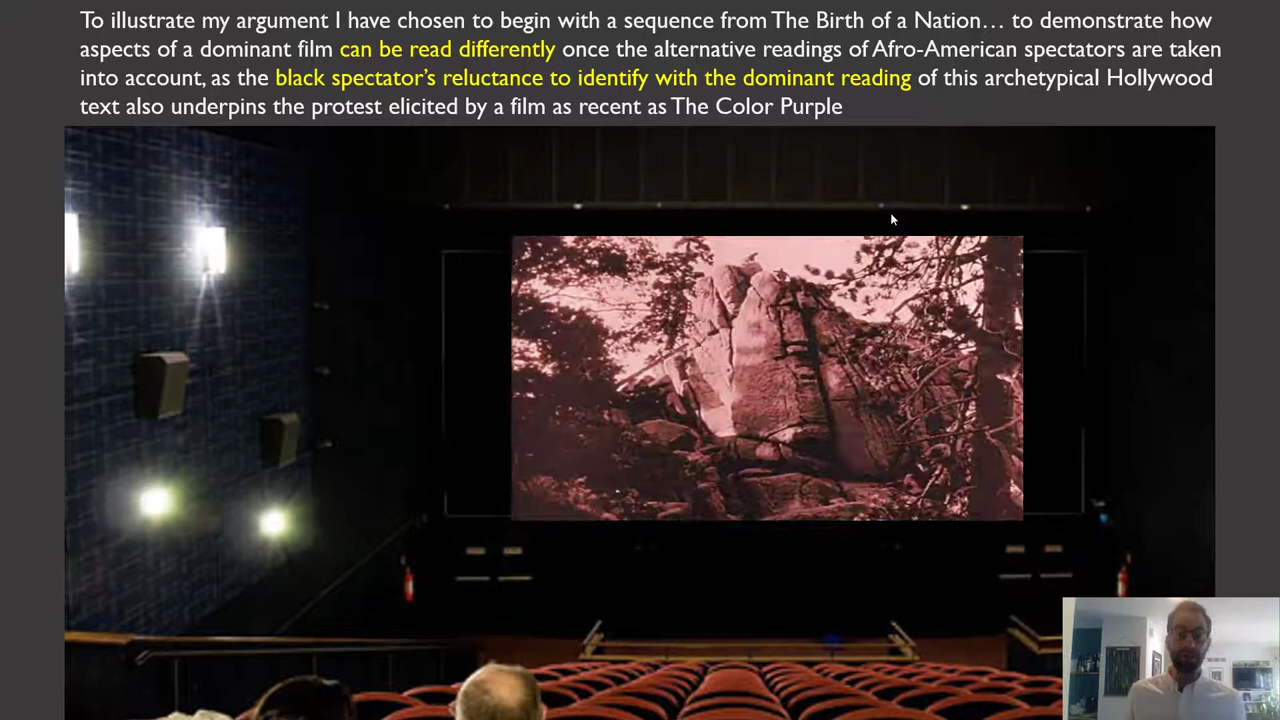 To illustrate my argument I have chosen to begin with a sequence from The Birth of a Nation… to demonstrate how
aspects of a dominant film can be read differently once the alternative readings of Afro-American spectators are taken
into account, as the black spectator’s reluctance to identify with the dominant reading of this archetypical Hollywood
text also underpins the protest elicited by a film as recent as The Color Purple